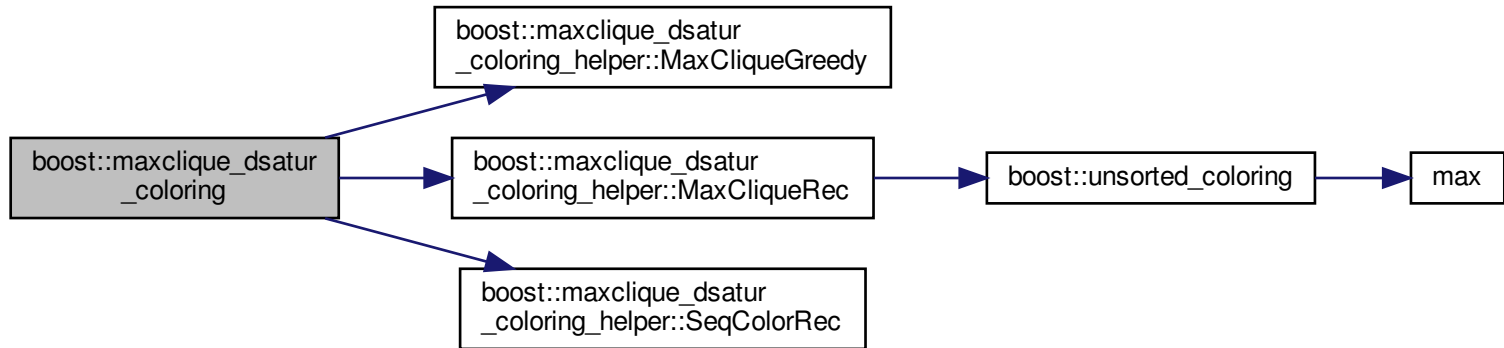 boost::maxclique_dsatur
_coloring_helper::MaxCliqueGreedy
boost::maxclique_dsatur
_coloring
boost::maxclique_dsatur
_coloring_helper::MaxCliqueRec
boost::unsorted_coloring
max
boost::maxclique_dsatur
_coloring_helper::SeqColorRec